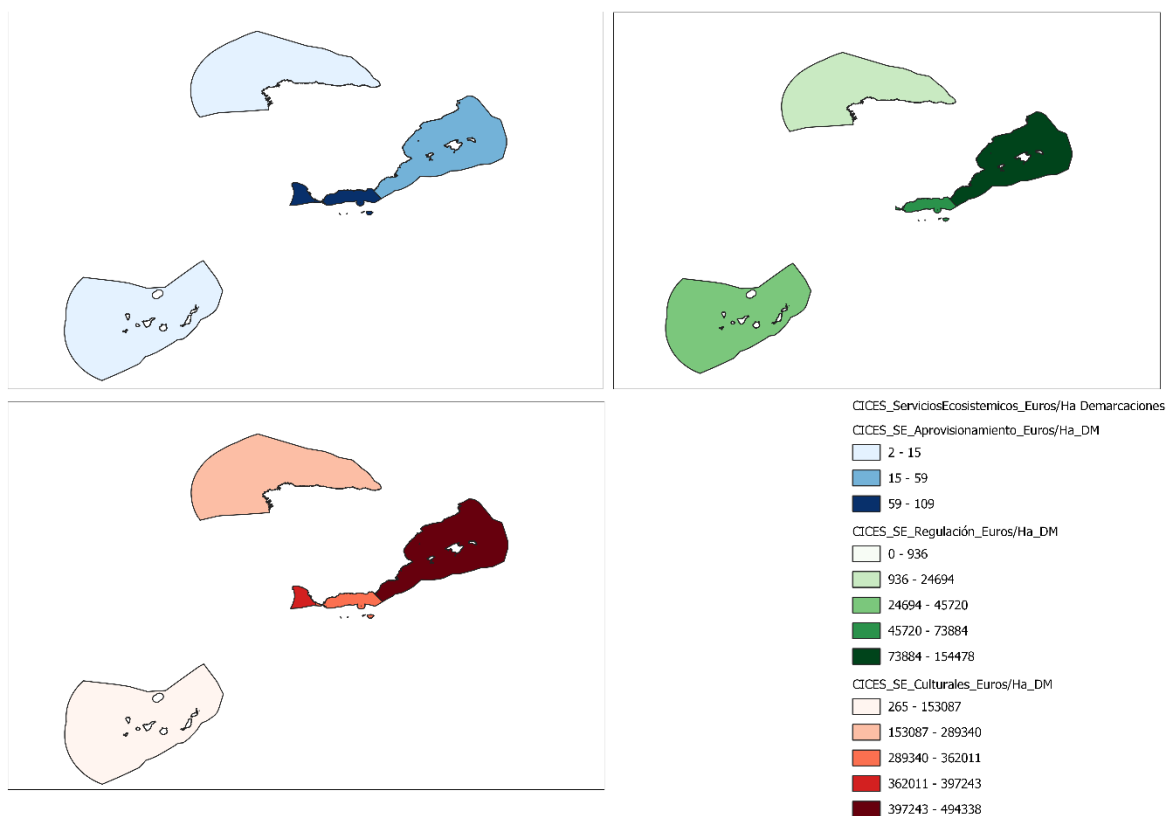 CICES_ServiciosEcosistemicos_Euros/Ha Demarcaciones
CICES_SE_Aprovisionamiento_Euros/Ha_DM
2 - 15
15 - 59
59 - 109
CICES_SE_Regulación_Euros/Ha_DM
0 - 936
936 - 24694
24694 - 45720
45720 - 73884
73884 - 154478
CICES_SE_Culturales_Euros/Ha_DM
265 - 153087
153087 - 289340
289340 - 362011
362011 - 397243
397243 - 494338